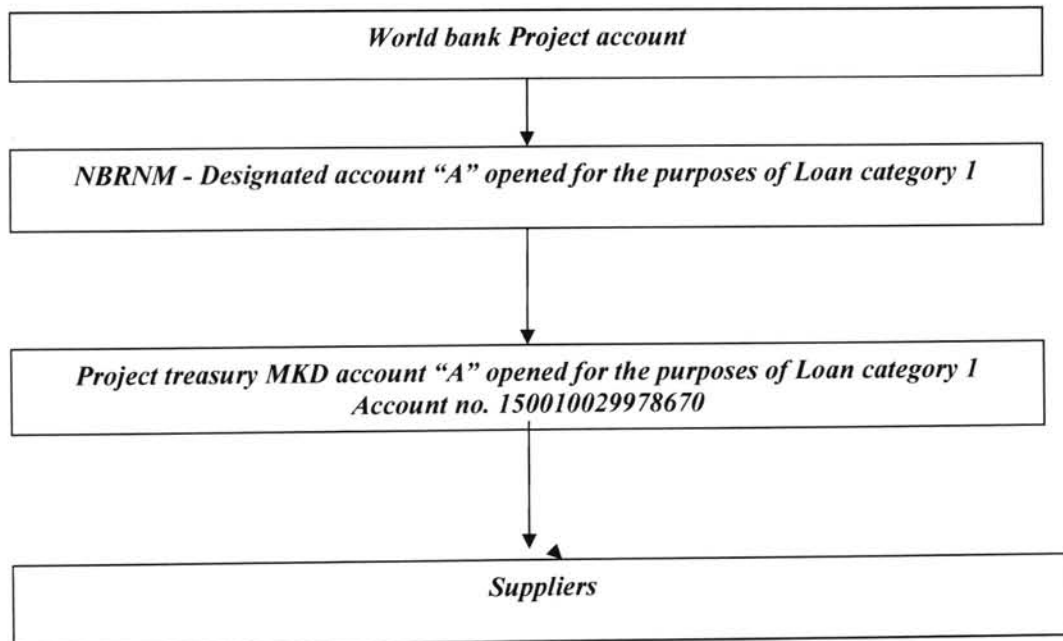 World bank Project account
NBRNM - Designated account “A” opened for the purposes of Loan category 1
Project treasury MKD account “A” opened for the purposes of Loan category 1
Account no. 150010029978670
Suppliers